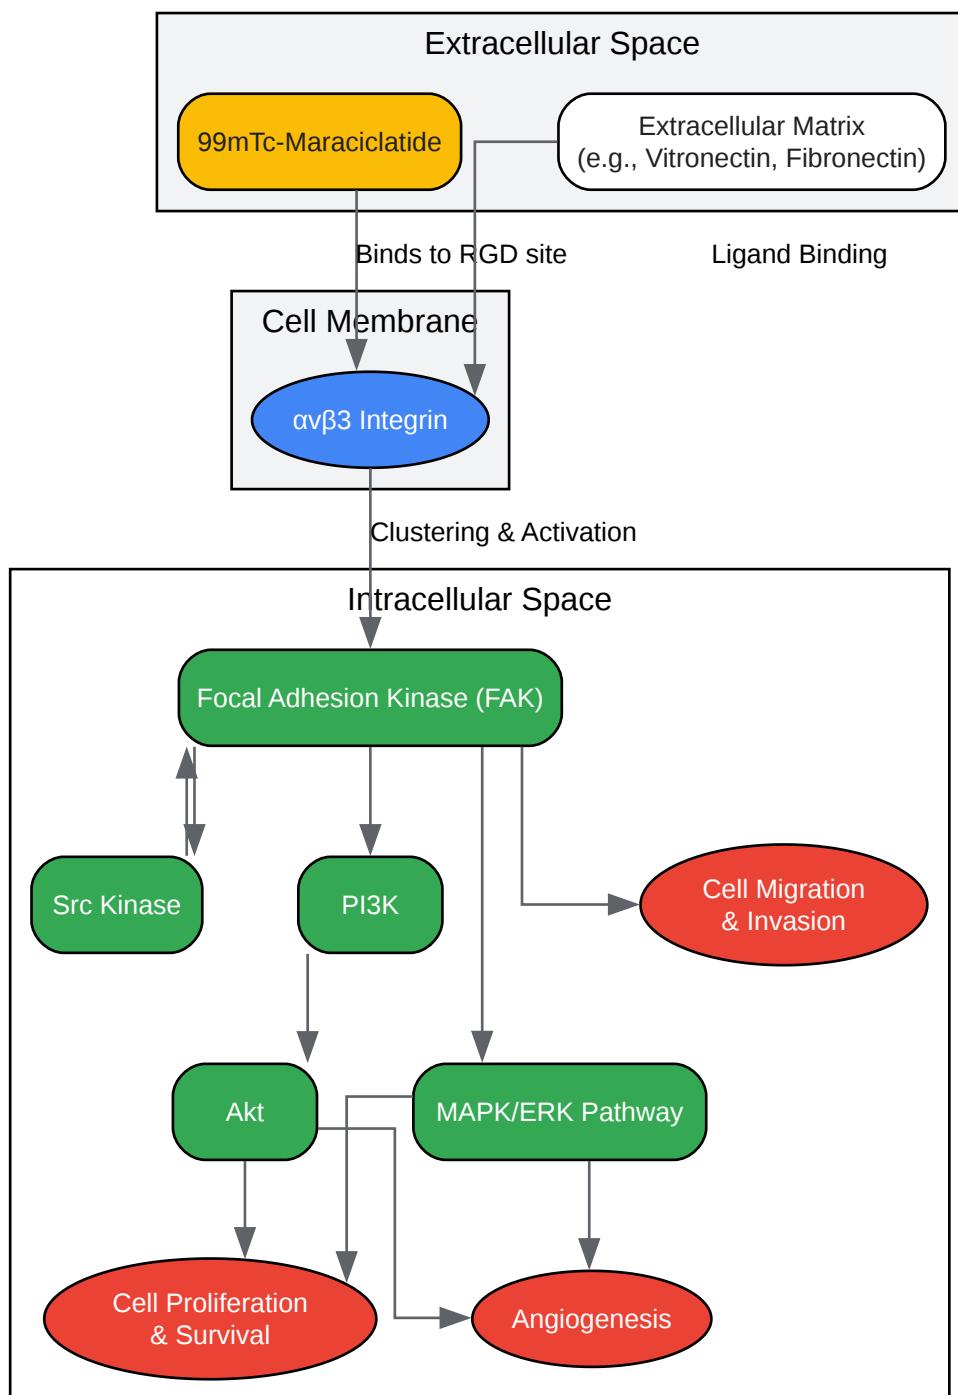 Extracellular Space
99mTc-Maraciclatide
Extracellular Matrix
(e.g., Vitronectin, Fibronectin)
Binds to RGD site
Ligand Binding
Cell Membrane
αvβ3 Integrin
Clustering & Activation
Intracellular Space
Focal Adhesion Kinase (FAK)
Src Kinase
PI3K
Cell Migration
& Invasion
Akt
MAPK/ERK Pathway
Cell Proliferation
& Survival
Angiogenesis